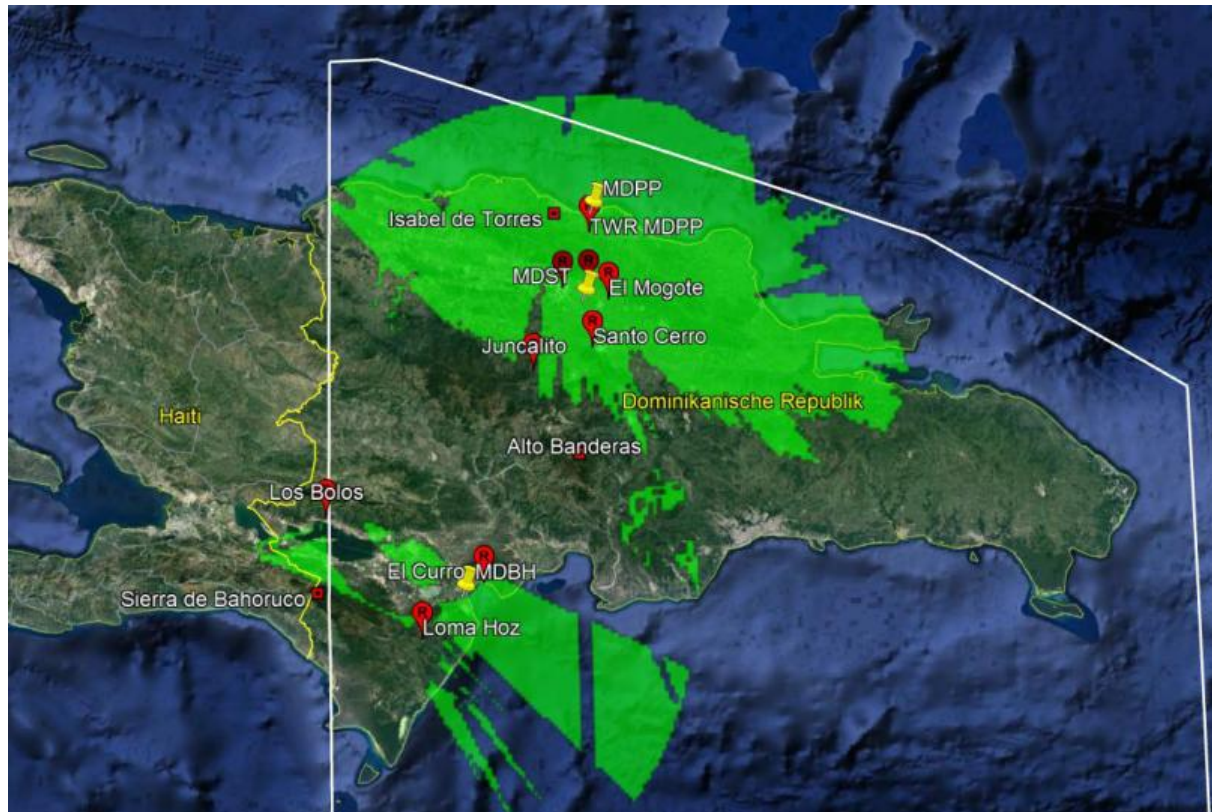 MDPP
Isabel de Torres
TWR MDPP
R
R
MDST
R
El Mogote
R
Santo Cerro
Juncalito
Haiti
Dominikanische Republik
Alto Banderas
Los Bolos
R
El Curro MDBH
Sierra de Bahoruco
R
Loma Hoz